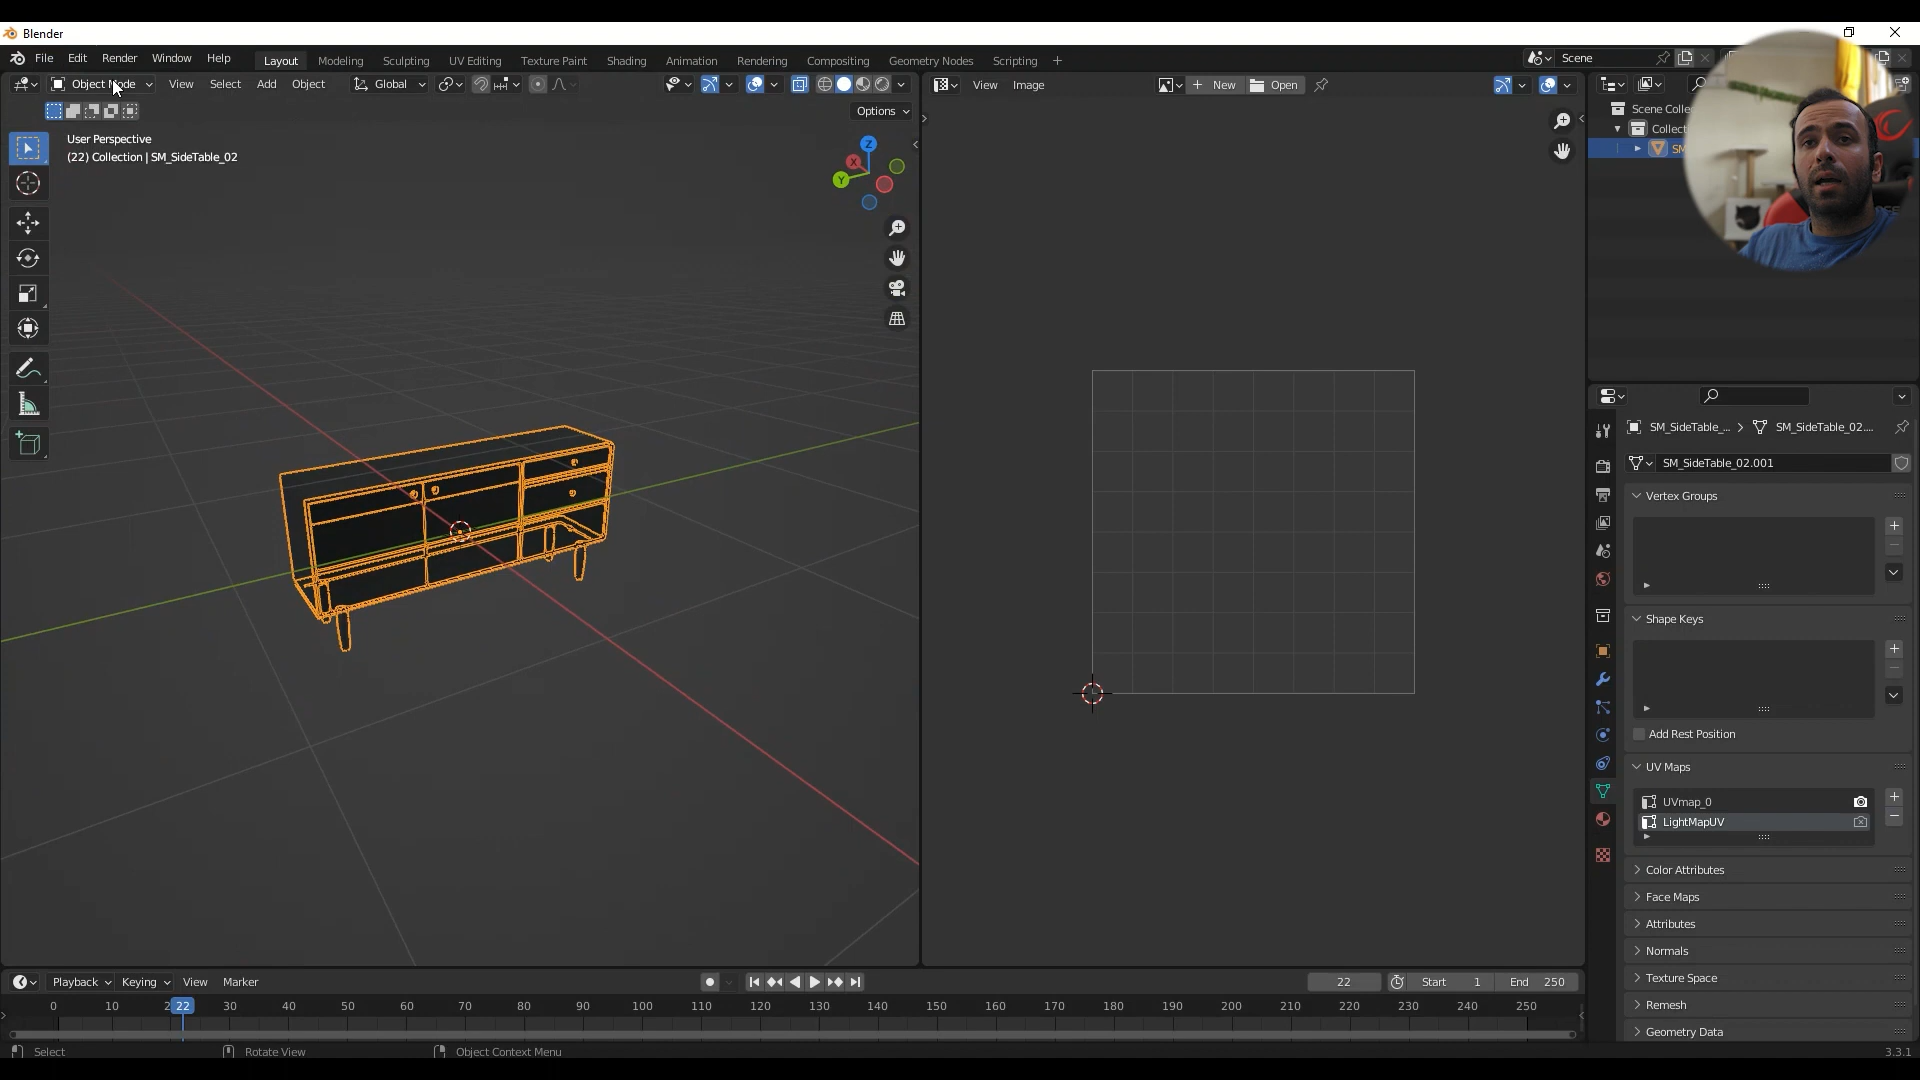 Blender
File Edit Render Window Help Layout Modeling Sculpting UV Editing Texture Paint Shading Animation Rendering Compositing Geometry Nodes Scripting + Scene
Object Mode View Select Add Object Global View Image New Open
Options
User Perspective
(22) Collection | SM_SideTable_02
Z
X
Y
Scene Colle
Collect
SM
SM_SideTable_... > SM_SideTable_02....
SM_SideTable_02.001
Vertex Groups
Shape Keys
Add Rest Position
UV Maps
UVmap_0
LightMapUV
Color Attributes
Face Maps
Attributes
Normals
Texture Space
Remesh
Geometry Data
Playback Keying View Marker 22 Start 1 End 250
0 10 2 22 30 40 50 60 70 80 90 100 110 120 130 140 150 160 170 180 190 200 210 220 230 240 250
Select Rotate View Object Context Menu 3.3.1